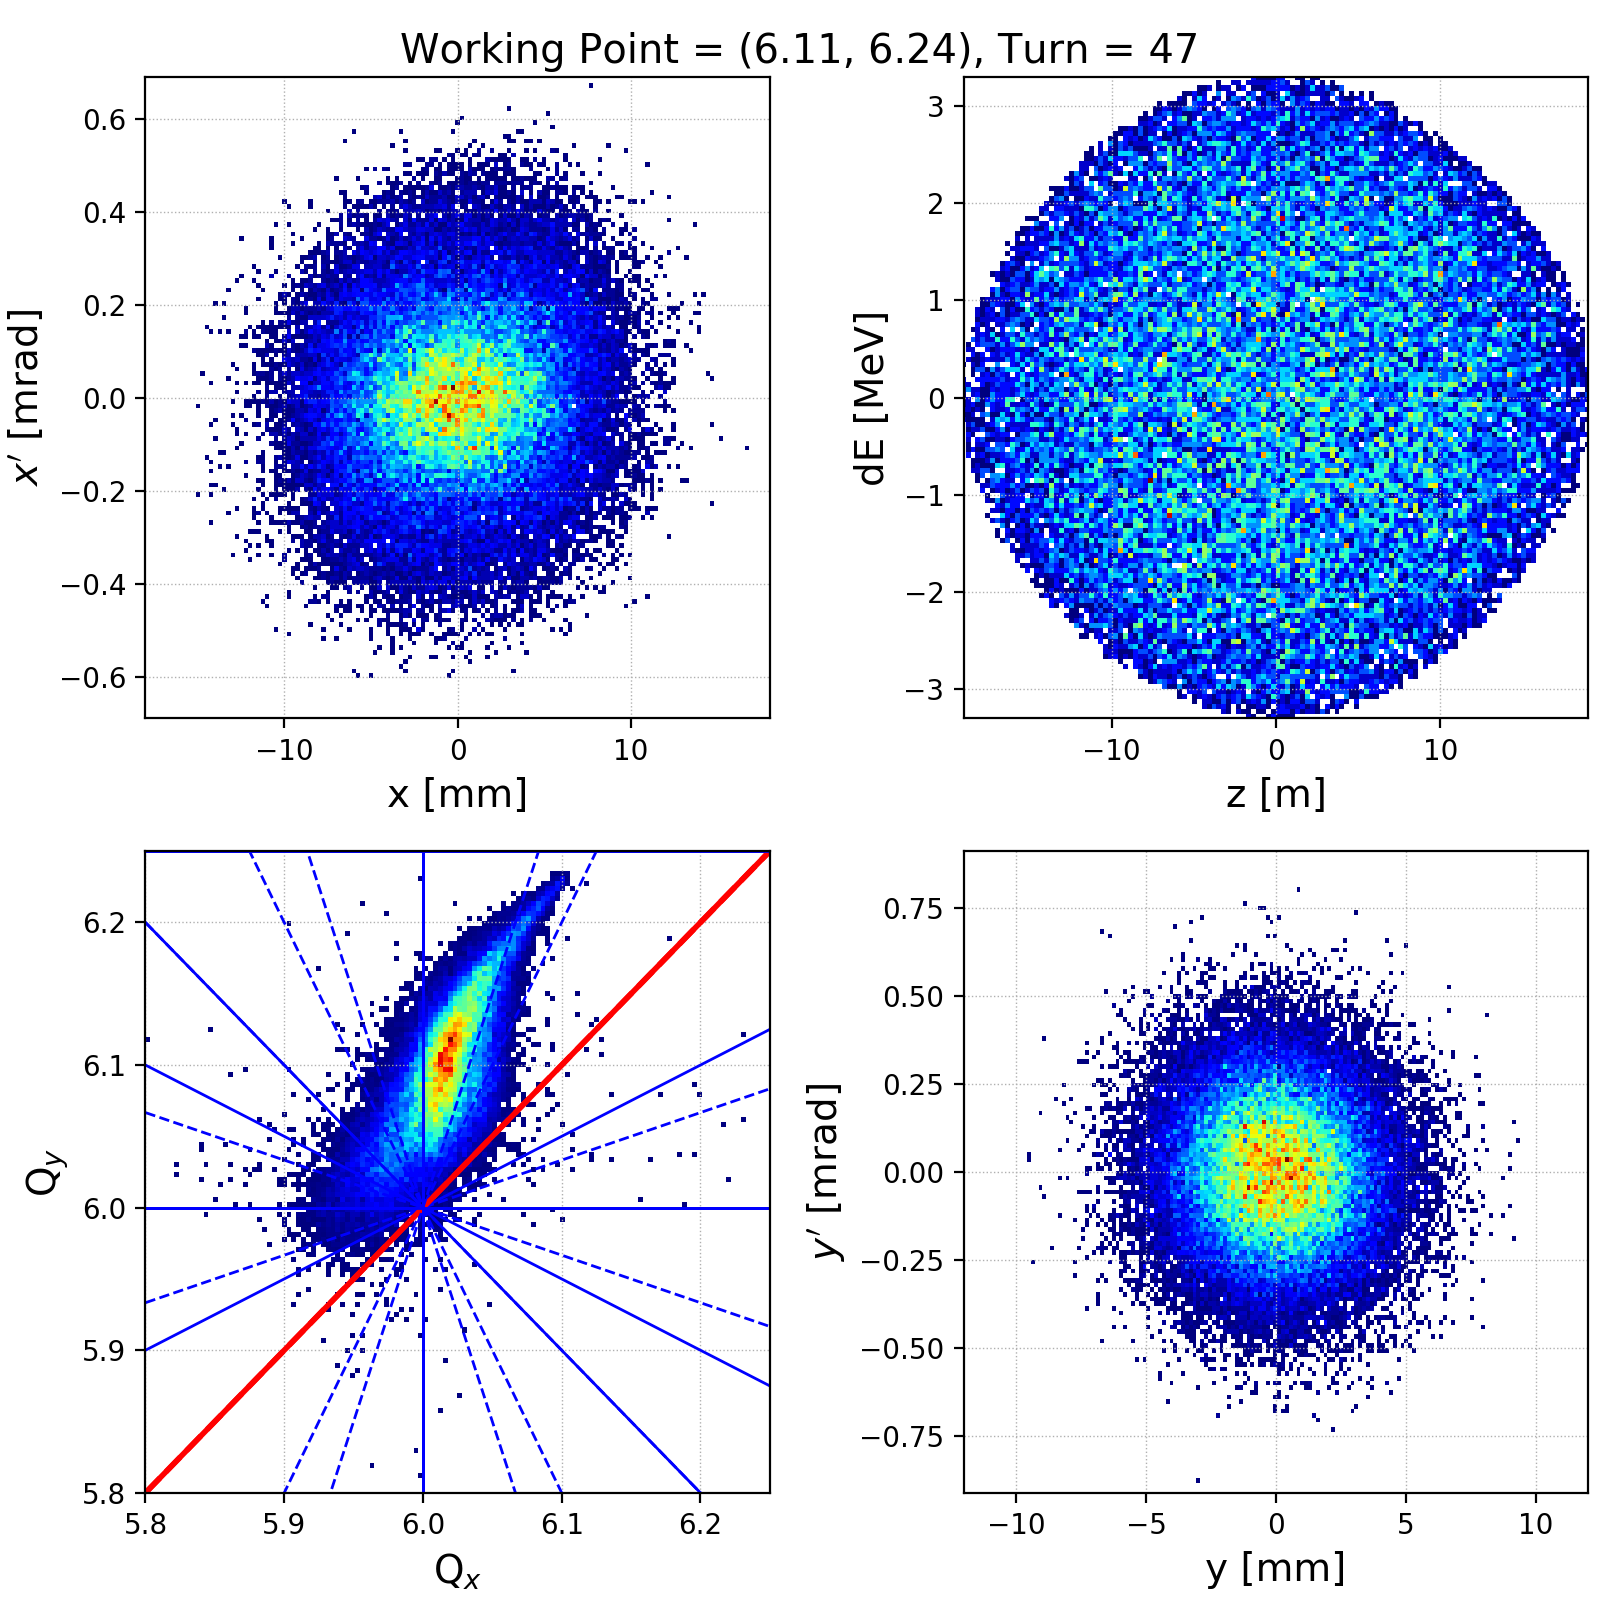 Working Point = (6.11, 6.24), Turn = 47
0.6
0.4
0.2
0.0
−0.2
−0.4
−0.6
x′ [mrad]
−10 0 10
x [mm]
3
2
1
0
−1
−2
−3
dE [MeV]
−10 0 10
z [m]
6.2
6.1
6.0
5.9
5.8
Qy
5.8 5.9 6.0 6.1 6.2
Qx
0.75
0.50
0.25
0.00
−0.25
−0.50
−0.75
y′ [mrad]
−10 −5 0 5 10
y [mm]